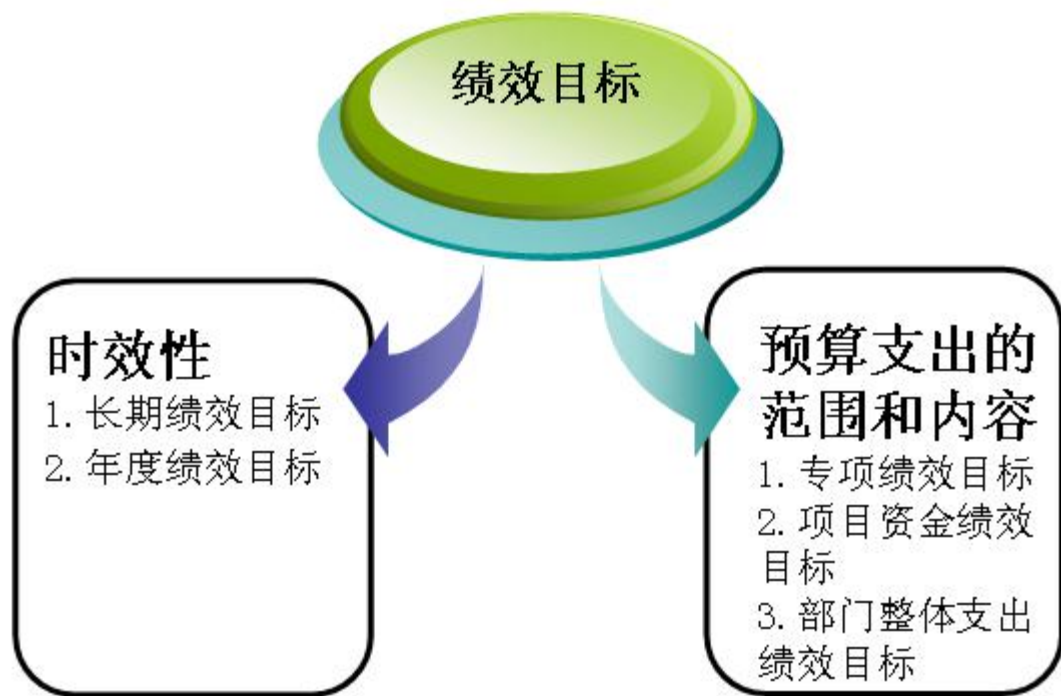 绩效目标
时效性
1. 长期绩效目标
2. 年度绩效目标
预算支出的
范围和内容
1. 专项绩效目标
2. 项目资金绩效
目标
3. 部门整体支出
绩效目标